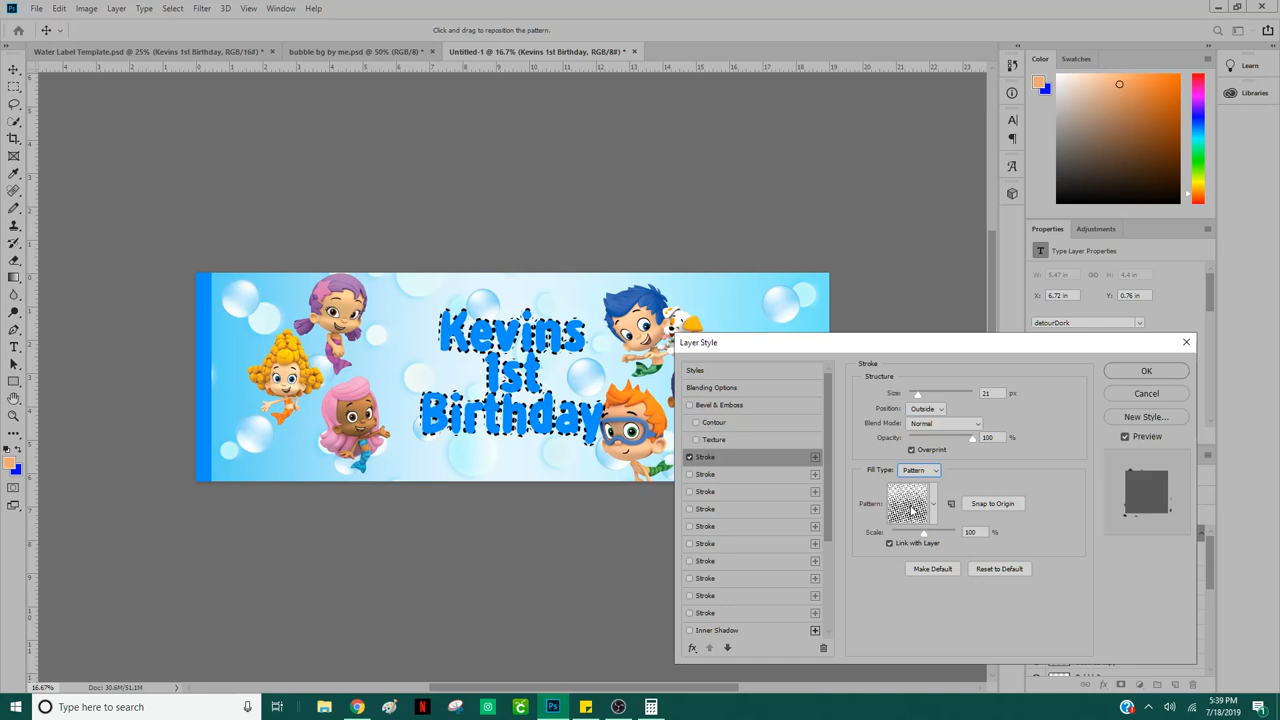 File Edit Image Layer Type Select Filter 3D View Window Help
Click and drag to reposition the pattern.
Water Label Template.psd @ 25% (Kevins 1st Birthday, RGB/16#) * × bubble bg by me.psd @ 50% (RGB/8) * × Untitled-1 @ 16.7% (Kevins 1st Birthday, RGB/8#) * ×
Color Swatches
Learn
Libraries
Properties Adjustments
Type Layer Properties
W: 5.47 in H: 4.4 in
X: 6.72 in Y: 0.76 in
detourDork
Kevins
1st
Birthday
Layer Style
Styles
Blending Options
Bevel & Emboss
Contour
Texture
Stroke
Stroke
Stroke
Stroke
Stroke
Stroke
Stroke
Stroke
Stroke
Stroke
Inner Shadow
Stroke
Structure
Size: 21 px
Position: Outside
Blend Mode: Normal
Opacity: 100 %
Overprint
Fill Type: Pattern
Pattern: Snap to Origin
Scale: 100 %
Link with Layer
Make Default Reset to Default
OK
Cancel
New Style...
Preview
16.67% Doc: 30.6M/51.1M
Type here to search
5:39 PM
7/18/2019